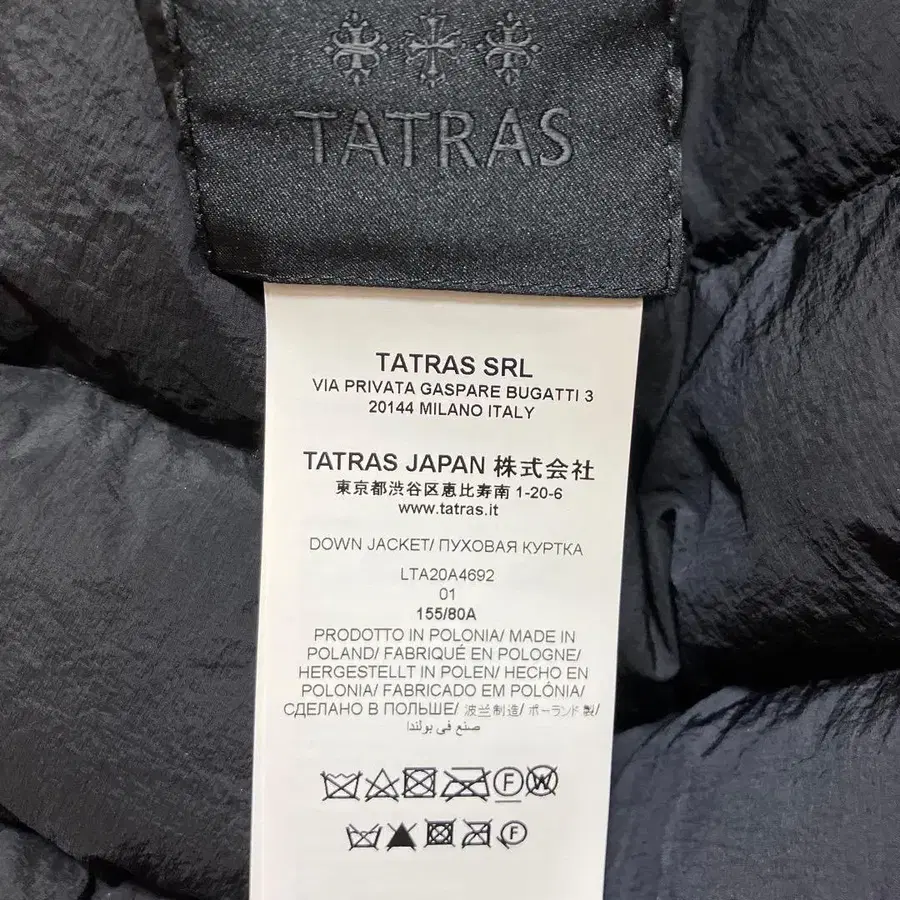 TATRAS
TATRAS SRL
VIA PRIVATA GASPARE BUGATTI 3
20144 MILANO ITALY
TATRAS JAPAN 株式会社
東京都渋谷区恵比寿南 1-20-6
www.tatras.it
DOWN JACKET/ ПУХОВАЯ КУРТКА
LTA20A4692
01
155/80A
PRODOTTO IN POLONIA/ MADE IN
POLAND/ FABRIQUÉ EN POLOGNE/
HERGESTELLT IN POLEN/ HECHO EN
POLONIA/ FABRICADO EM POLÓNIA/
СДЕЛАНО В ПОЛЬШЕ/ 波兰制造/ ポーランド製/
صنع في بولندا
F W
F